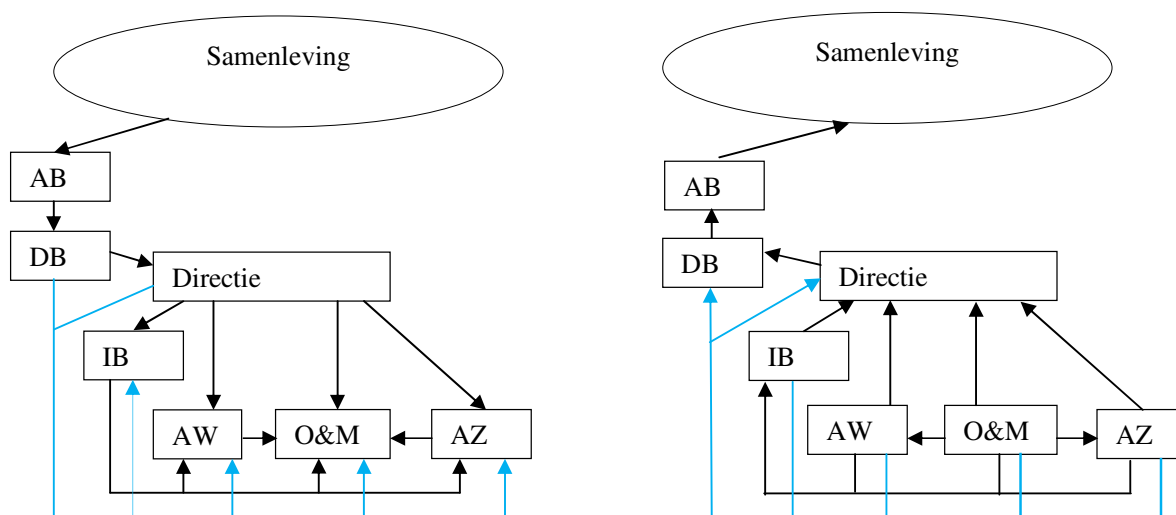 Samenleving
AB
DB
Directie
IB
AW
O&M
AZ
Samenleving
AB
DB
Directie
IB
AW
O&M
AZ